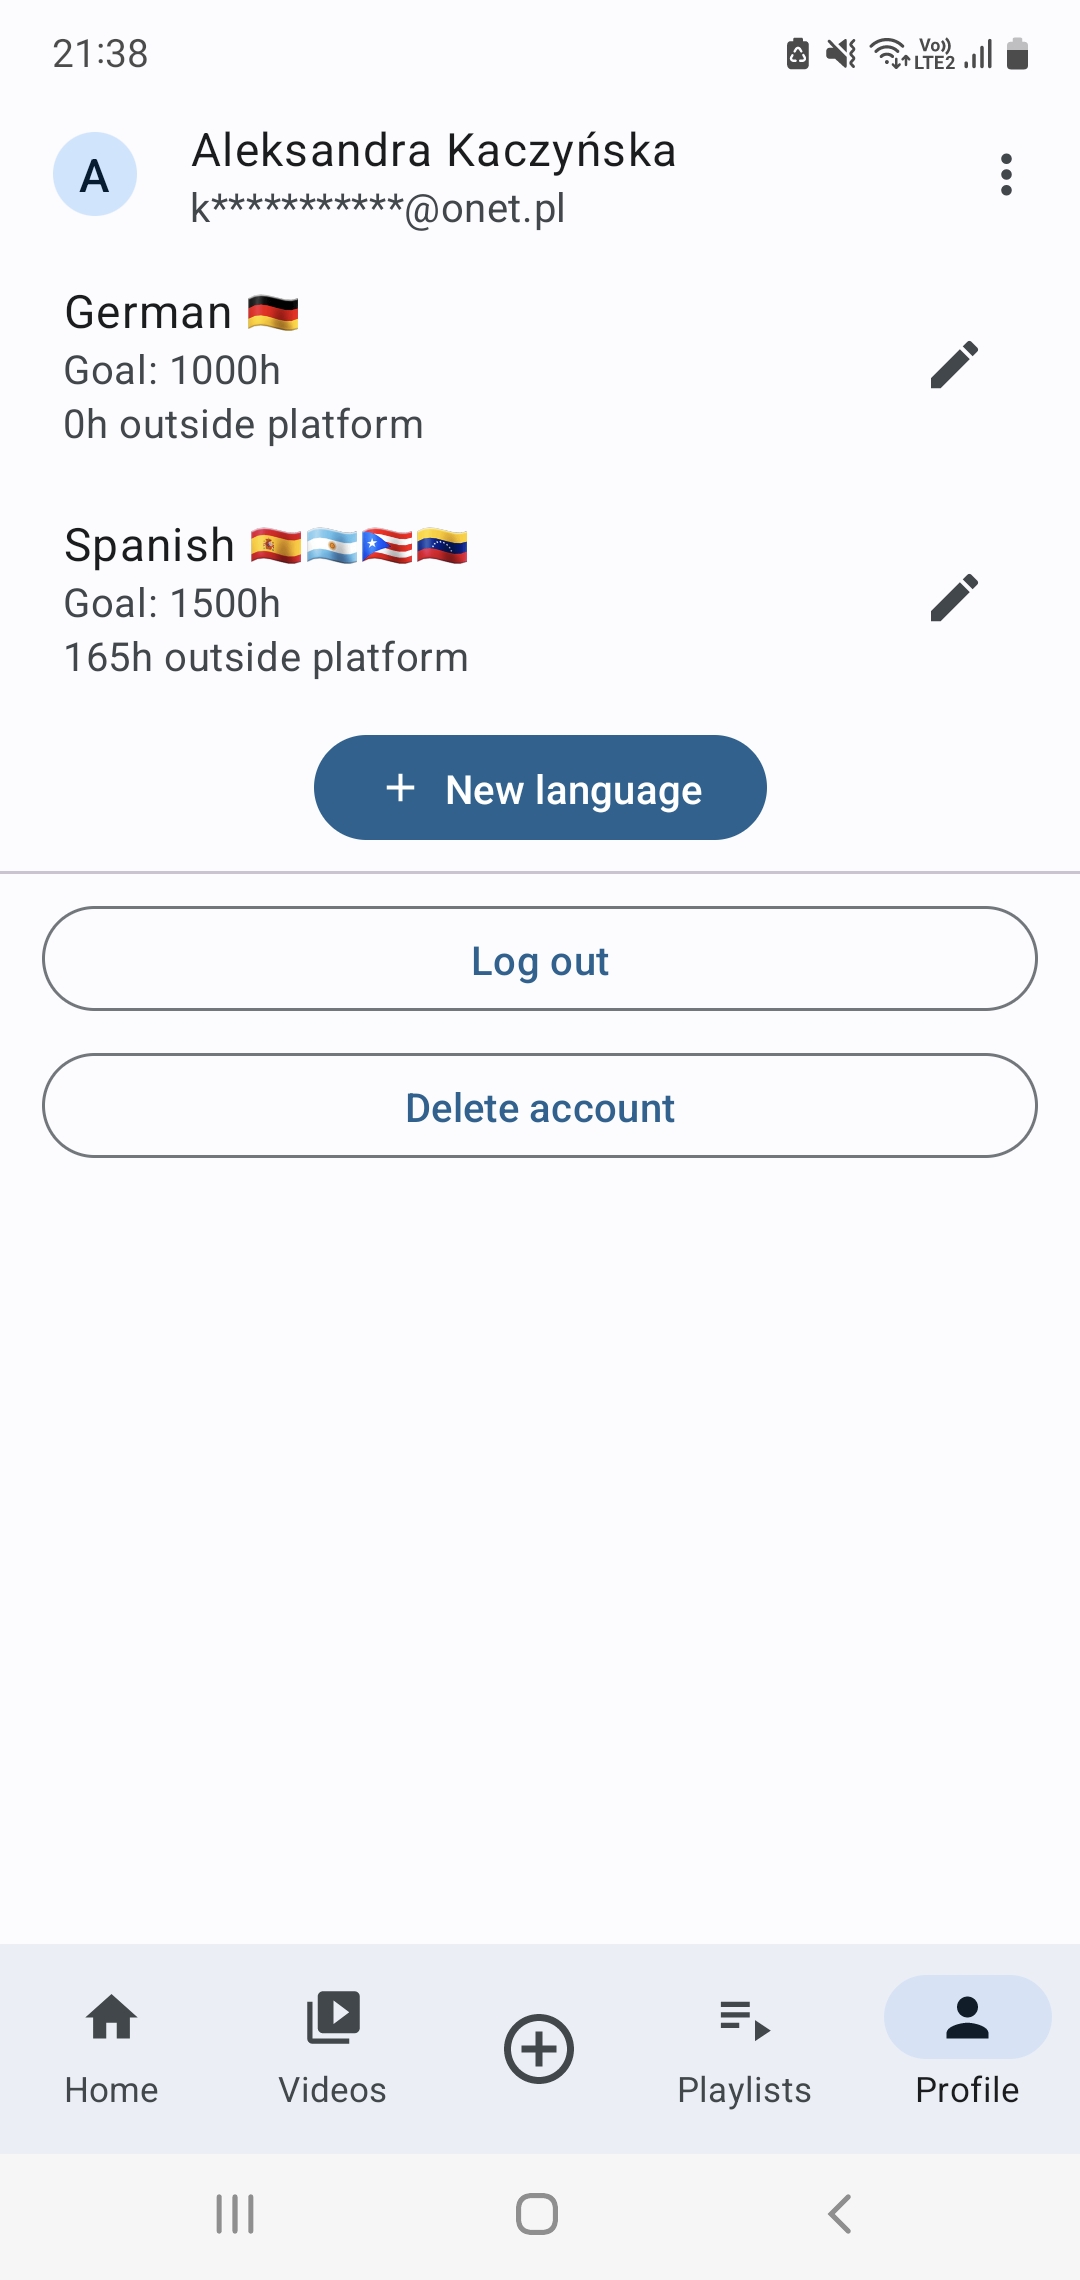 21:38
Vo)) LTE2
A
Aleksandra Kaczyńska
k***********@onet.pl
German 🇩🇪
Goal: 1000h
0h outside platform
Spanish 🇪🇸🇦🇷🇵🇷🇻🇪
Goal: 1500h
165h outside platform
+ New language
Log out
Delete account
Home
Videos
Playlists
Profile